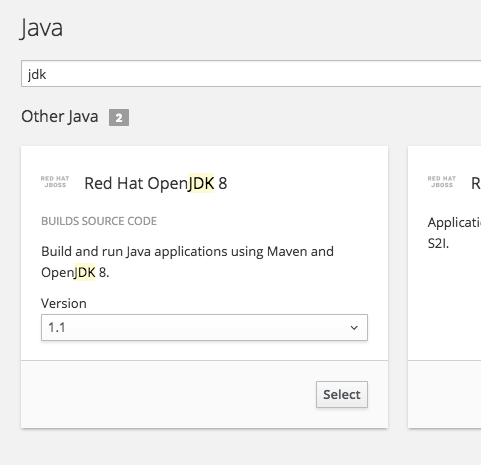 Java
jdk
Other Java 2
RED HAT
JBOSS
Red Hat OpenJDK 8
BUILDS SOURCE CODE
Build and run Java applications using Maven and
OpenJDK 8.
Version
1.1
Select
RED HAT
JBOSS
R
Applicati
S2I.